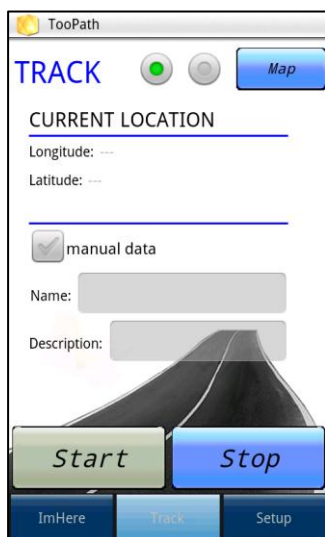 TooPath
TRACK Map
CURRENT LOCATION
Longitude: ---
Latitude: ---
manual data
Name:
Description:
Start Stop
ImHere Track Setup